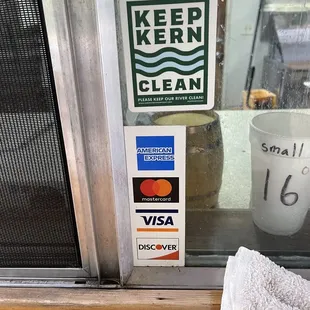 KEEP
KERN
CLEAN
PLEASE KEEP OUR RIVER CLEAN!
AMERICAN
EXPRESS
mastercard
VISA
DISCOVER
small
16